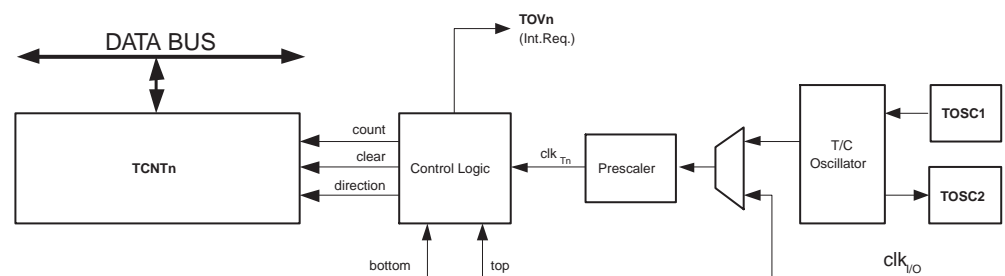 DATA BUS
TOVn
(Int.Req.)
TCNTn
count
clear
direction
Control Logic
clk Tn
Prescaler
T/C
Oscillator
TOSC1
TOSC2
bottom
top
clk I/O